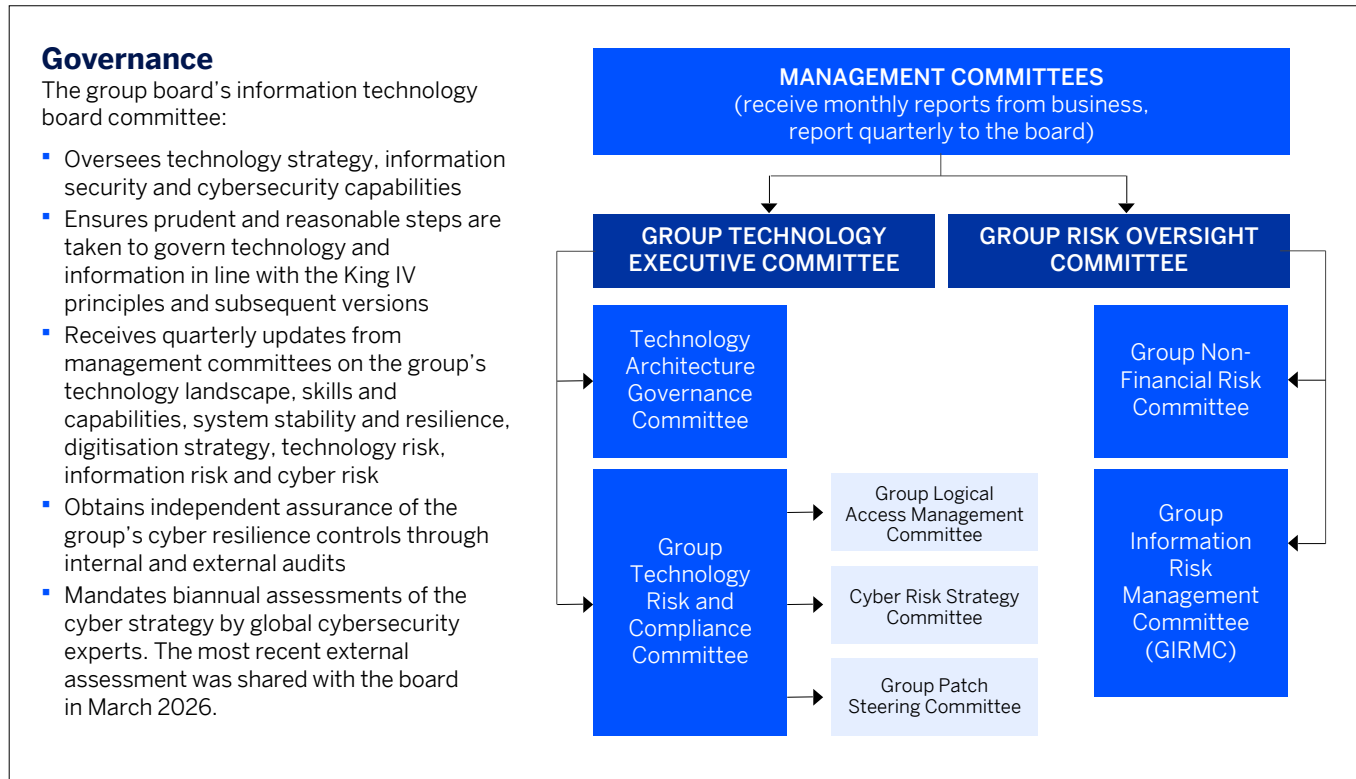 Governance
The group board's information technology
board committee:
▪ Oversees technology strategy, information
security and cybersecurity capabilities
▪ Ensures prudent and reasonable steps are
taken to govern technology and
information in line with the King IV
principles and subsequent versions
▪ Receives quarterly updates from
management committees on the group's
technology landscape, skills and
capabilities, system stability and resilience,
digitisation strategy, technology risk,
information risk and cyber risk
▪ Obtains independent assurance of the
group's cyber resilience controls through
internal and external audits
▪ Mandates biannual assessments of the
cyber strategy by global cybersecurity
experts. The most recent external
assessment was shared with the board
in March 2026.
MANAGEMENT COMMITTEES
(receive monthly reports from business,
report quarterly to the board)
GROUP TECHNOLOGY
EXECUTIVE COMMITTEE
GROUP RISK OVERSIGHT
COMMITTEE
Technology
Architecture
Governance
Committee
Group Non-
Financial Risk
Committee
Group
Technology
Risk and
Compliance
Committee
Group Logical
Access Management
Committee
Cyber Risk Strategy
Committee
Group Patch
Steering Committee
Group
Information
Risk
Management
Committee
(GIRMC)